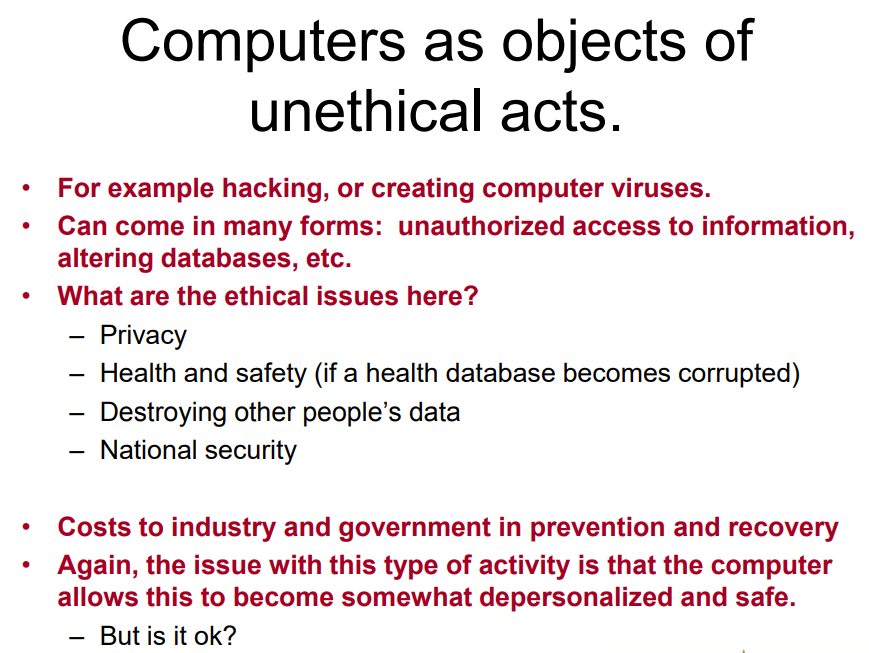 Computers as objects of
unethical acts.
• For example hacking, or creating computer viruses.
• Can come in many forms:  unauthorized access to information,
altering databases, etc.
• What are the ethical issues here?
– Privacy
– Health and safety (if a health database becomes corrupted)
– Destroying other people’s data
– National security
• Costs to industry and government in prevention and recovery
• Again, the issue with this type of activity is that the computer
allows this to become somewhat depersonalized and safe.
– But is it ok?